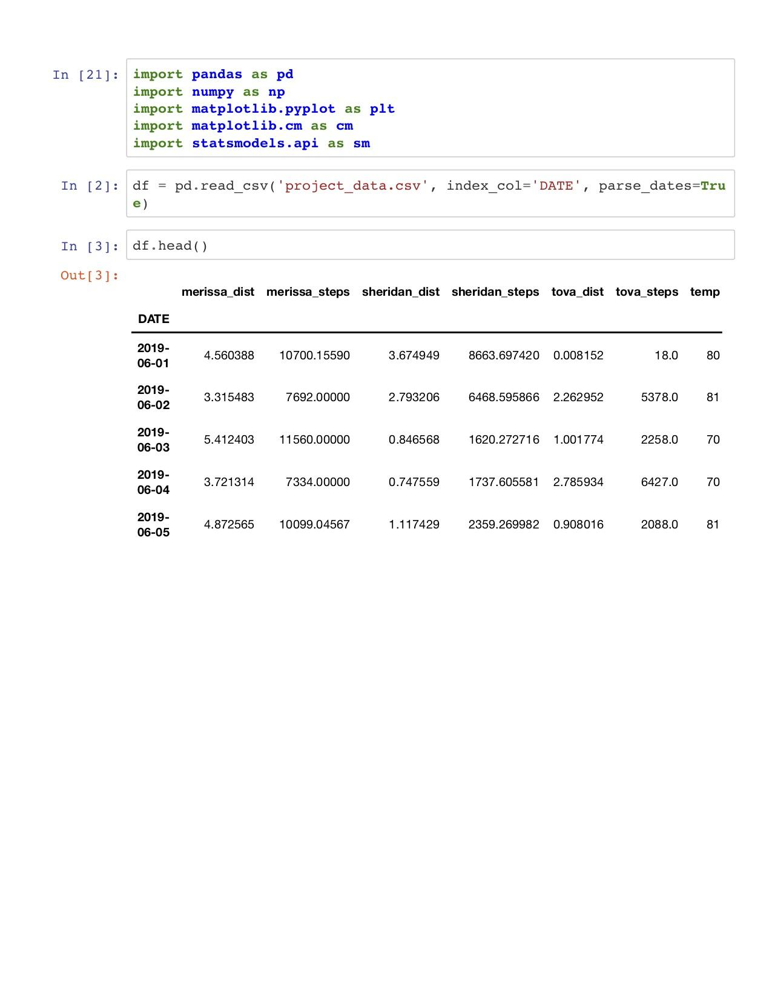 In [21]: import pandas as pd
import numpy as np
import matplotlib.pyplot as plt
import matplotlib.cm as cm
import statsmodels.api as sm
In [2]: df = pd.read_csv('project_data.csv', index_col='DATE', parse_dates=Tru
e)
In [3]: df.head()
Out[3]:
merissa_dist merissa_steps sheridan_dist sheridan_steps tova_dist tova_steps temp
DATE
2019-
06-01 4.560388 10700.15590 3.674949 8663.697420 0.008152 18.0 80
2019-
06-02 3.315483 7692.00000 2.793206 6468.595866 2.262952 5378.0 81
2019-
06-03 5.412403 11560.00000 0.846568 1620.272716 1.001774 2258.0 70
2019-
06-04 3.721314 7334.00000 0.747559 1737.605581 2.785934 6427.0 70
2019-
06-05 4.872565 10099.04567 1.117429 2359.269982 0.908016 2088.0 81